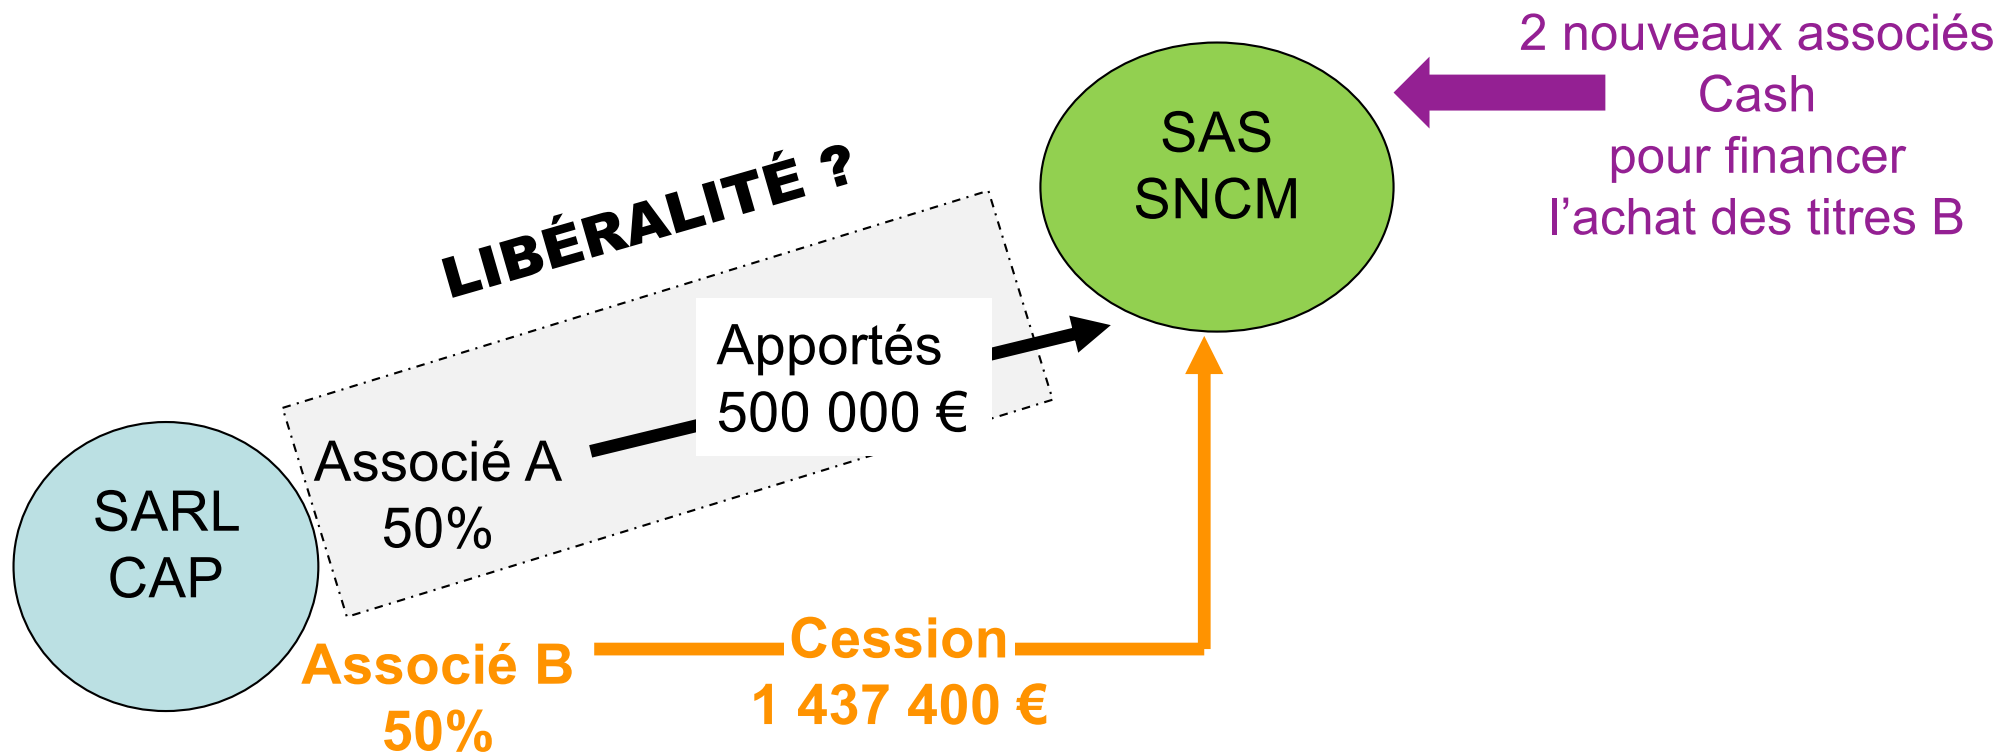 2 nouveaux associés
Cash
pour financer
l’achat des titres B
SAS
SNCM
LIBÉRALITÉ ?
Apportés
500 000 €
Associé A
50%
SARL
CAP
Associé B
50%
Cession
1 437 400 €